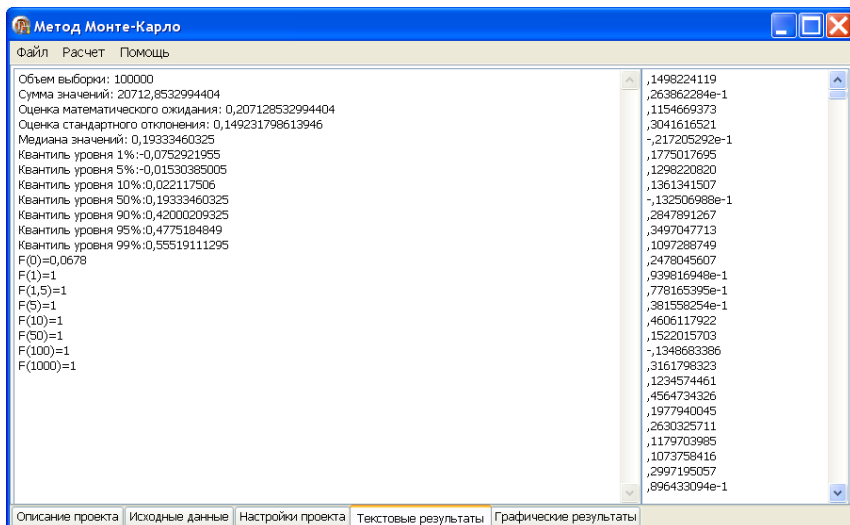 Метод Монте-Карло
Файл Расчет Помощь
Объем выборки: 100000
Сумма значений: 20712,8532994404
Оценка математического ожидания: 0,207128532994404
Оценка стандартного отклонения: 0,149231798613946
Медиана значений: 0,19333460325
Квантиль уровня 1%:-0,0752921955
Квантиль уровня 5%:-0,01530385005
Квантиль уровня 10%:0,022117506
Квантиль уровня 50%:0,19333460325
Квантиль уровня 90%:0,42000209325
Квантиль уровня 95%:0,4775184849
Квантиль уровня 99%:0,55519111295
F(0)=0,0678
F(1)=1
F(1,5)=1
F(5)=1
F(10)=1
F(50)=1
F(100)=1
F(1000)=1
,1498224119
,263862284e-1
,1154669373
,3041616521
-,217205292e-1
,1775017695
,1298220820
,1361341507
-,132506988e-1
,2847891267
,3497047713
,1097288749
,2478045607
,939816948e-1
,778165395e-1
,381558254e-1
,4606117922
,1522015703
-,1348683386
,3161798323
,1234574461
,4564734326
,1977940045
,2630325711
,1179703985
,1073758416
,2997195057
,896433094e-1
Описание проекта Исходные данные Настройки проекта Текстовые результаты Графические результаты